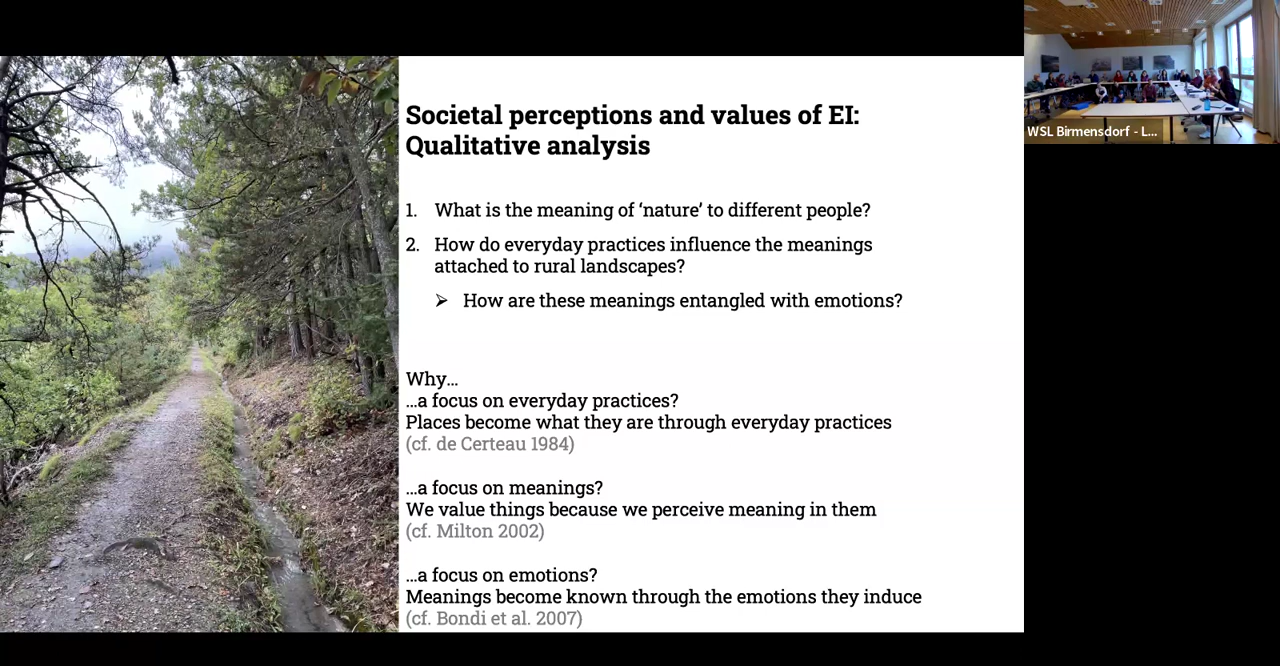 Societal perceptions and values of EI:
Qualitative analysis
1. What is the meaning of ‘nature’ to different people?
2. How do everyday practices influence the meanings
attached to rural landscapes?
➢ How are these meanings entangled with emotions?
Why...
...a focus on everyday practices?
Places become what they are through everyday practices
(cf. de Certeau 1984)
...a focus on meanings?
We value things because we perceive meaning in them
(cf. Milton 2002)
...a focus on emotions?
Meanings become known through the emotions they induce
(cf. Bondi et al. 2007)
WSL Birmensdorf - L...